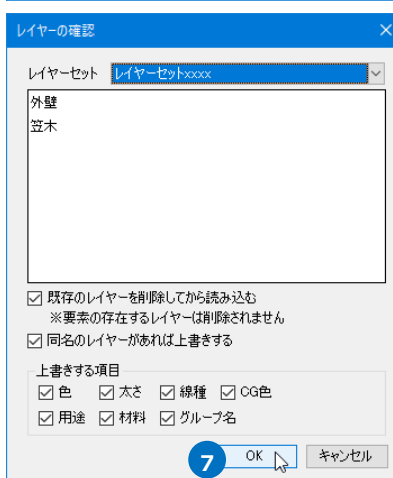 レイヤーの確認
レイヤーセット レイヤーセットxxxx
外壁
笠木
既存のレイヤーを削除してから読み込む
※要素の存在するレイヤーは削除されません
同名のレイヤーがあれば上書きする
上書きする項目
色 太さ 線種 CG色
用途 材料 グループ名
7 OK キャンセル